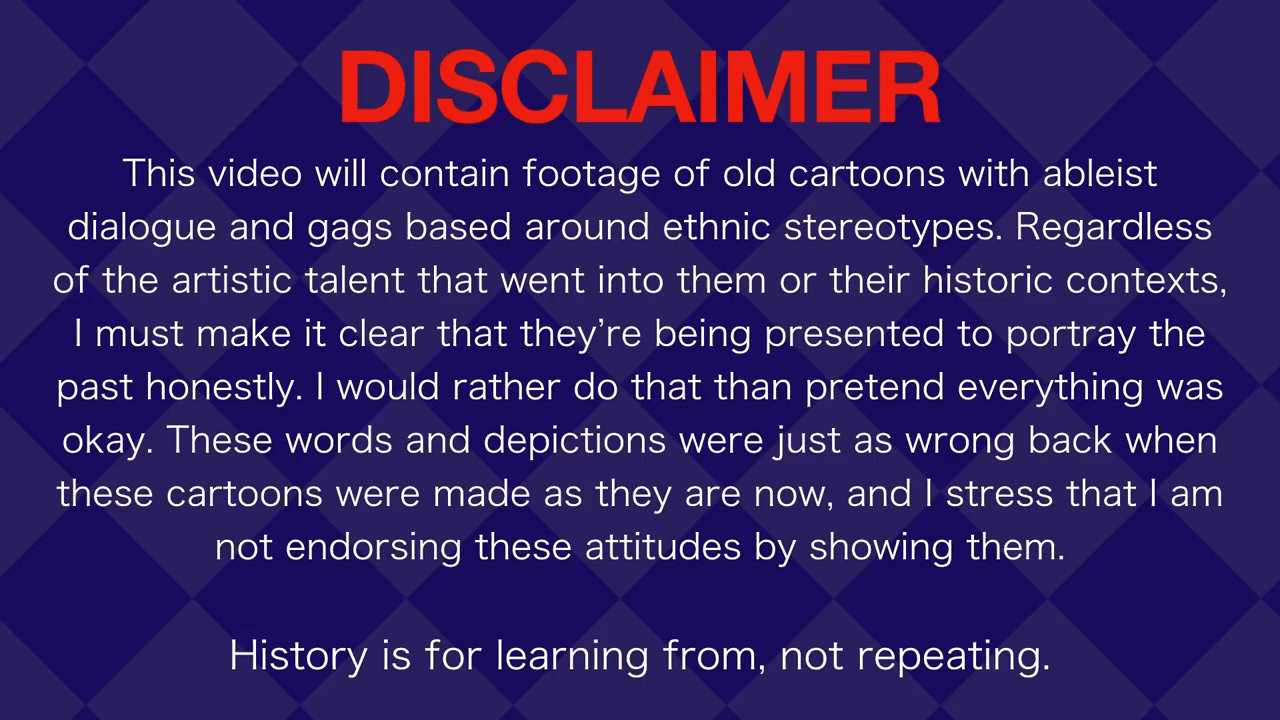 DISCLAIMER
This video will contain footage of old cartoons with ableist
dialogue and gags based around ethnic stereotypes. Regardless
of the artistic talent that went into them or their historic contexts,
I must make it clear that they’re being presented to portray the
past honestly. I would rather do that than pretend everything was
okay. These words and depictions were just as wrong back when
these cartoons were made as they are now, and I stress that I am
not endorsing these attitudes by showing them.
History is for learning from, not repeating.